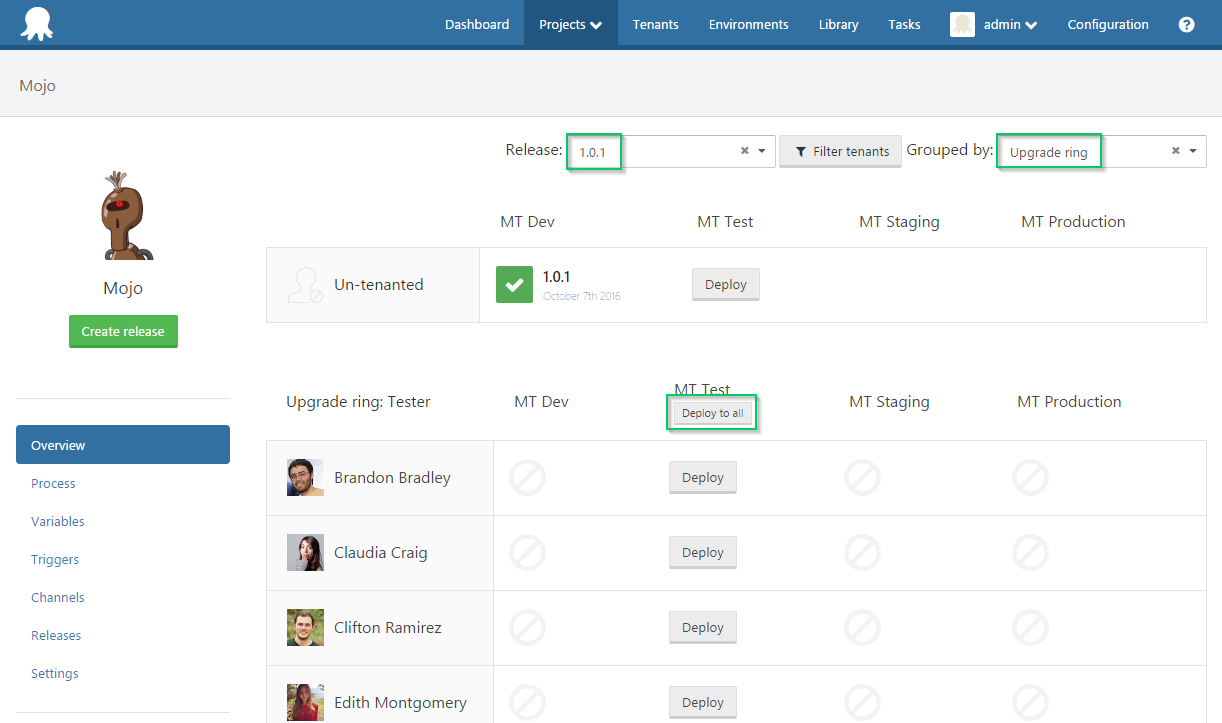 Dashboard Projects Tenants Environments Library Tasks admin Configuration ?
Mojo
Release: 1.0.1 Filter tenants Grouped by: Upgrade ring
MT Dev MT Test MT Staging MT Production
Un-tenanted 1.0.1 Deploy
October 7th 2016
Mojo
Create release
MT Test
Upgrade ring: Tester MT Dev MT Staging MT Production
Deploy to all
Overview
Process
Variables
Triggers
Channels
Releases
Settings
Brandon Bradley Deploy
Claudia Craig Deploy
Clifton Ramirez Deploy
Edith Montgomery Deploy